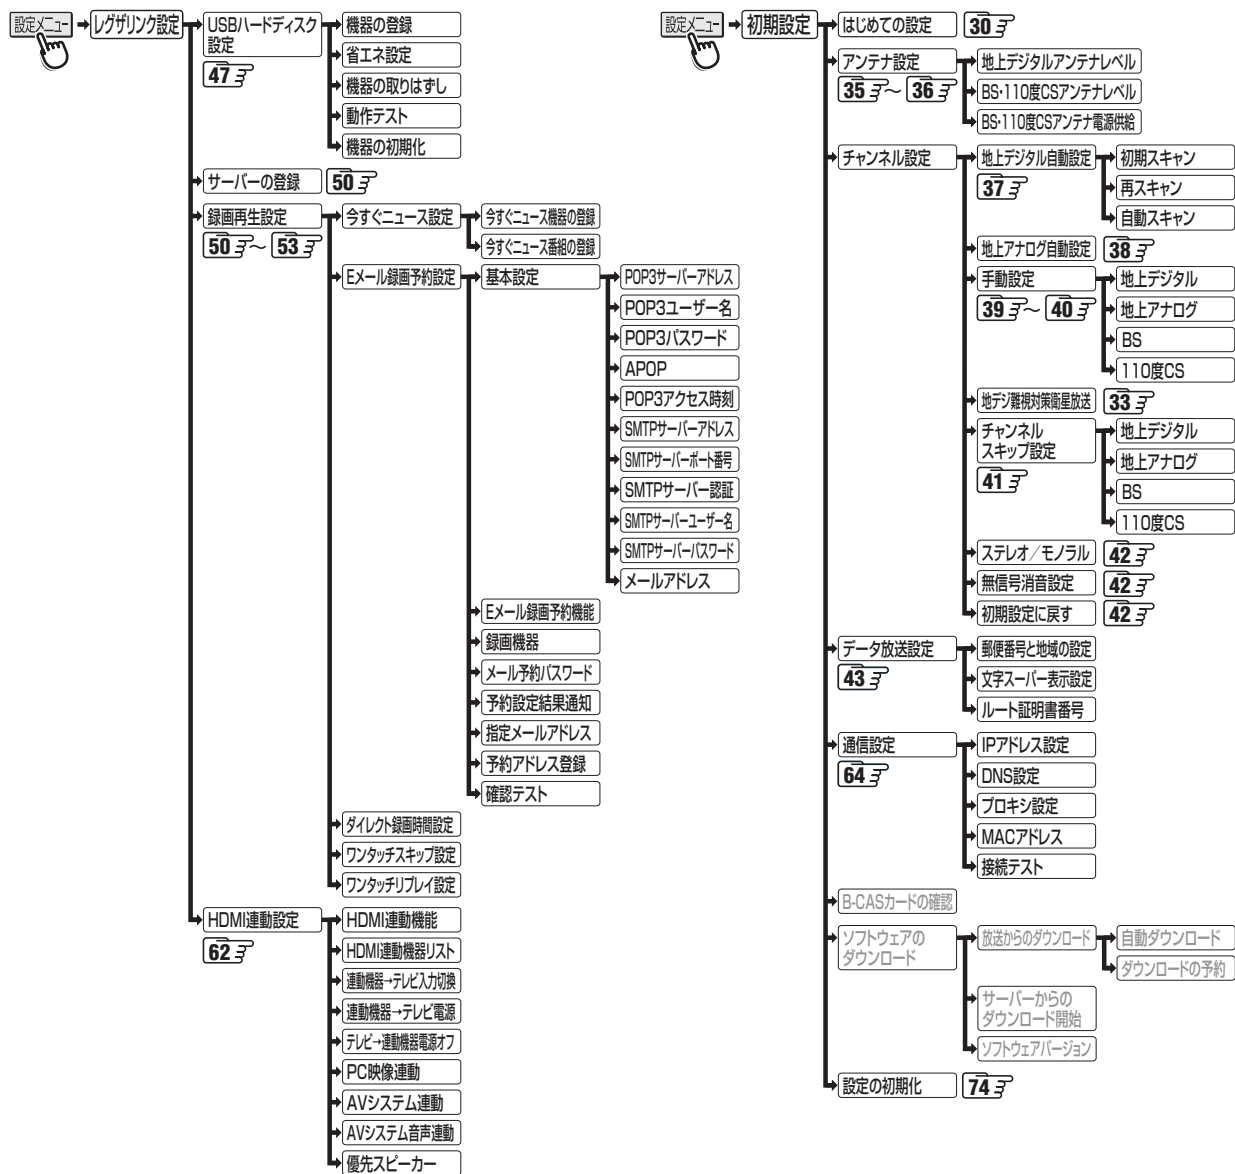 設定メニュー
レグザリンク設定
USBハードディスク
設定
47
機器の登録
省エネ設定
機器の取りはずし
動作テスト
機器の初期化
サーバーの登録
50
録画再生設定
50 〜 53
今すぐニュース設定
今すぐニュース機器の登録
今すぐニュース番組の登録
Eメール録画予約設定
基本設定
POP3サーバーアドレス
POP3ユーザー名
POP3パスワード
APOP
POP3アクセス時刻
SMTPサーバーアドレス
SMTPサーバーポート番号
SMTPサーバー認証
SMTPサーバーユーザー名
SMTPサーバーパスワード
メールアドレス
Eメール録画予約機能
録画機器
メール予約パスワード
予約設定結果通知
指定メールアドレス
予約アドレス登録
確認テスト
ダイレクト録画時間設定
ワンタッチスキップ設定
ワンタッチリプレイ設定
HDMI連動設定
62
HDMI連動機能
HDMI連動機器リスト
連動機器→テレビ入力切換
連動機器→テレビ電源
テレビ→連動機器電源オフ
PC映像連動
AVシステム連動
AVシステム音声連動
優先スピーカー
設定メニュー
初期設定
はじめての設定
30
アンテナ設定
35 〜 36
地上デジタルアンテナレベル
BS・110度CSアンテナレベル
BS・110度CSアンテナ電源供給
チャンネル設定
地上デジタル自動設定
37
初期スキャン
再スキャン
自動スキャン
地上アナログ自動設定
38
手動設定
39 〜 40
地上デジタル
地上アナログ
BS
110度CS
地デジ難視対策衛星放送
33
チャンネル
スキップ設定
41
地上デジタル
地上アナログ
BS
110度CS
ステレオ／モノラル
42
無信号消音設定
42
初期設定に戻す
42
データ放送設定
43
郵便番号と地域の設定
文字スーパー表示設定
ルート証明書番号
通信設定
64
IPアドレス設定
DNS設定
プロキシ設定
MACアドレス
接続テスト
B-CASカードの確認
ソフトウェアの
ダウンロード
放送からのダウンロード
自動ダウンロード
ダウンロードの予約
サーバーからの
ダウンロード開始
ソフトウェアバージョン
設定の初期化
74